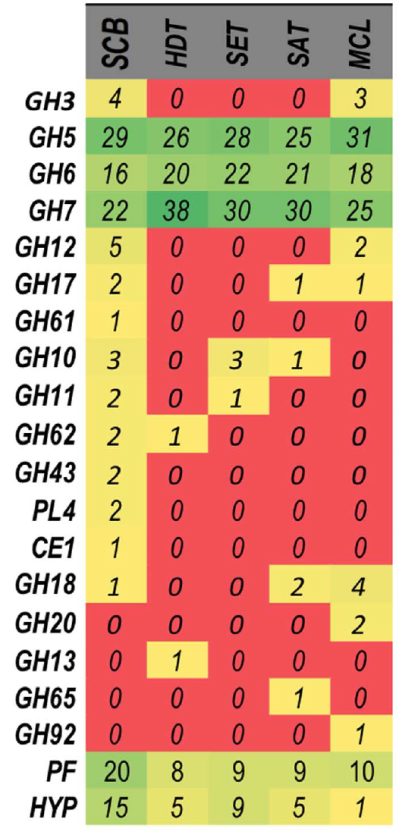 SCB HDT SET SAT MCL
GH3 4 0 0 0 3
GH5 29 26 28 25 31
GH6 16 20 22 21 18
GH7 22 38 30 30 25
GH12 5 0 0 0 2
GH17 2 0 0 1 1
GH61 1 0 0 0 0
GH10 3 0 3 1 0
GH11 2 0 1 0 0
GH62 2 1 0 0 0
GH43 2 0 0 0 0
PL4 2 0 0 0 0
CE1 1 0 0 0 0
GH18 1 0 0 2 4
GH20 0 0 0 0 2
GH13 0 1 0 0 0
GH65 0 0 0 1 0
GH92 0 0 0 0 1
PF 20 8 9 9 10
HYP 15 5 9 5 1